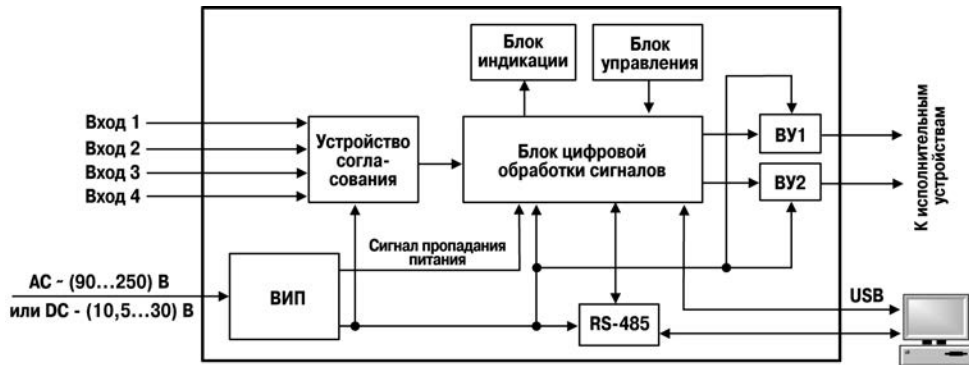 Блок
индикации
Блок
управления
Вход 1
Вход 2
Вход 3
Вход 4
Устройство
согла-
сования
Блок цифровой
обработки сигналов
ВУ1
ВУ2
К исполнительным
устройствам
Сигнал пропадания
питания
AC ~ (90...250) В
или DC - (10,5...30) В
ВИП
RS-485
USB